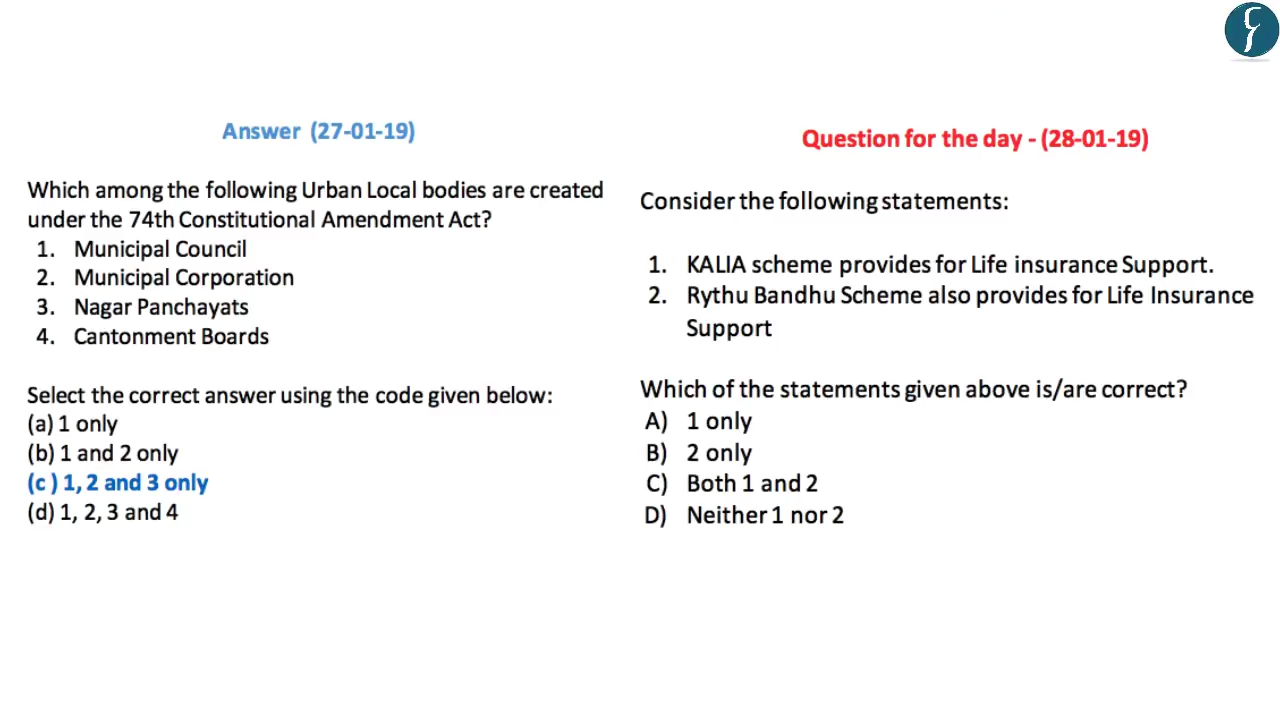 Answer (27-01-19)
Which among the following Urban Local bodies are created
under the 74th Constitutional Amendment Act?
1. Municipal Council
2. Municipal Corporation
3. Nagar Panchayats
4. Cantonment Boards
Select the correct answer using the code given below:
(a) 1 only
(b) 1 and 2 only
(c ) 1, 2 and 3 only
(d) 1, 2, 3 and 4
Question for the day - (28-01-19)
Consider the following statements:
1. KALIA scheme provides for Life insurance Support.
2. Rythu Bandhu Scheme also provides for Life Insurance
Support
Which of the statements given above is/are correct?
A) 1 only
B) 2 only
C) Both 1 and 2
D) Neither 1 nor 2